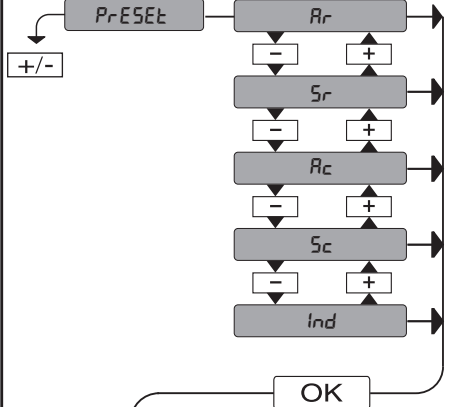 PrESEt Ar
+/- - +
Sr
- +
Ac
- +
Sc
- +
Ind
OK